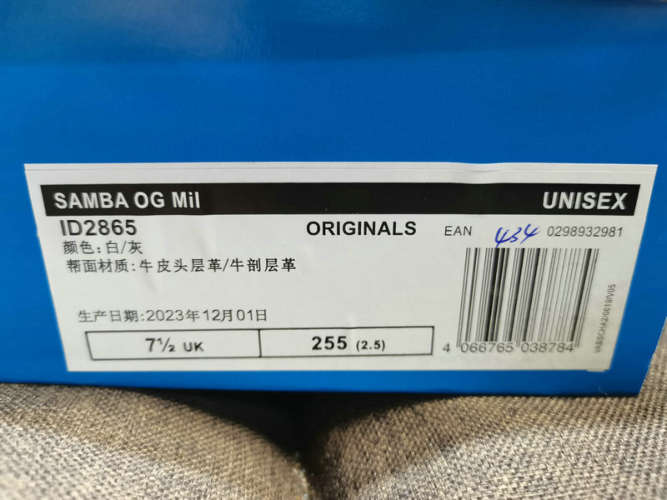 SAMBA OG Mil UNISEX
ID2865 ORIGINALS EAN 434 0298932981
颜色:白/灰
帮面材质:牛皮头层革/牛剖层革
生产日期:2023年12月01日
7½ UK 255 (2.5)
4 066765 038784